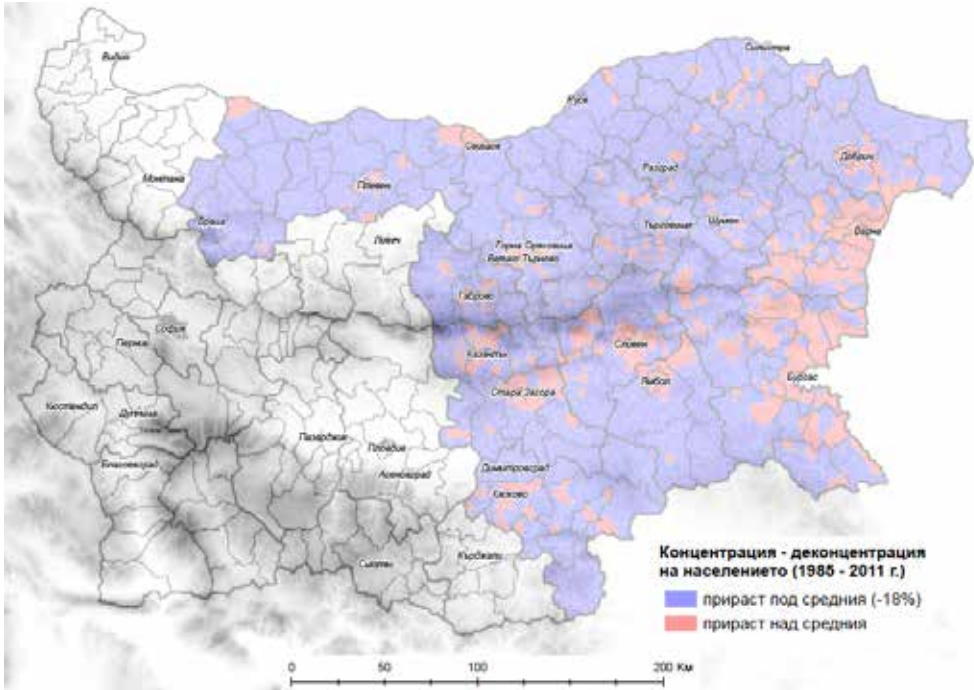 Видин
Силистра
Русе
Свищов
Добрич
Монтана
Плевен
Разград
Враца
Търговище
Шумен
Варна
Ловеч
Горна Оряховица
Велико Търново
Габрово
София
Перник
Казанлък
Сливен
Бургас
Стара Загора
Ямбол
Кюстендил
Дупница
Пазарджик
Пловдив
Благоевград
Асеновград
Димитровград
Хасково
Смолян
Кърджали
Концентрация - деконцентрация
на населението (1985 - 2011 г.)
прираст под средния (-18%)
прираст над средния
0 50 100 200 Км